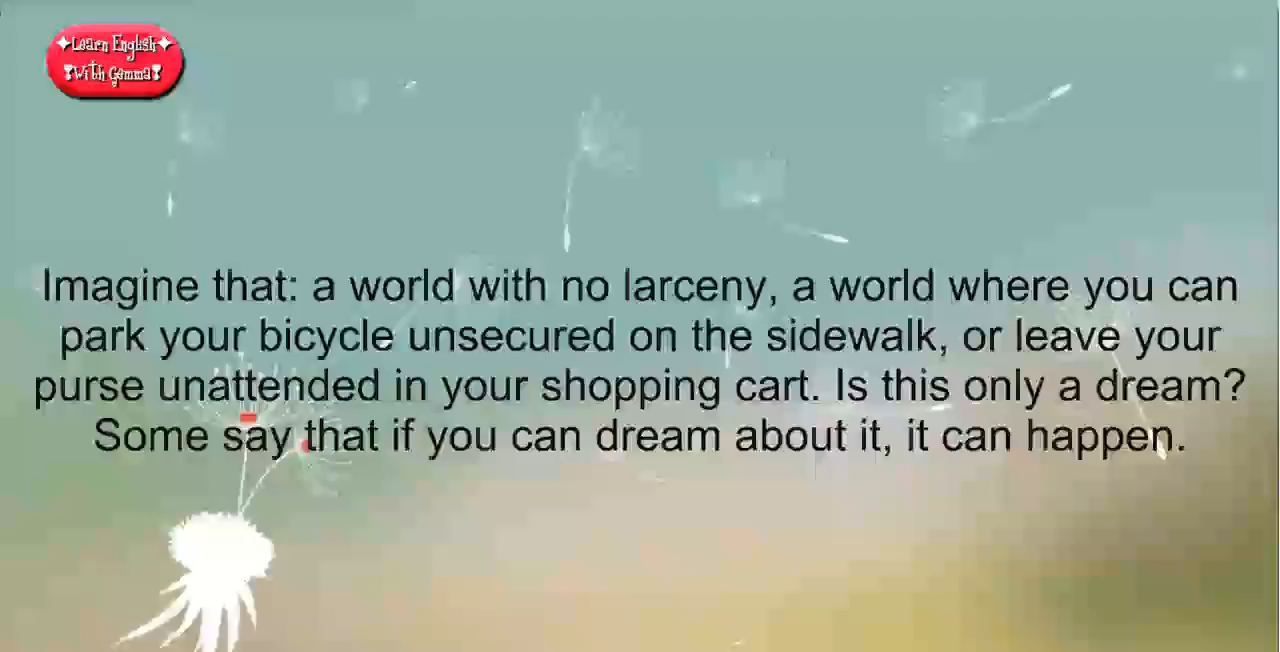 ✦Learn English✦
❣With Gamma❣
Imagine that: a world with no larceny, a world where you can
park your bicycle unsecured on the sidewalk, or leave your
purse unattended in your shopping cart. Is this only a dream?
Some say that if you can dream about it, it can happen.